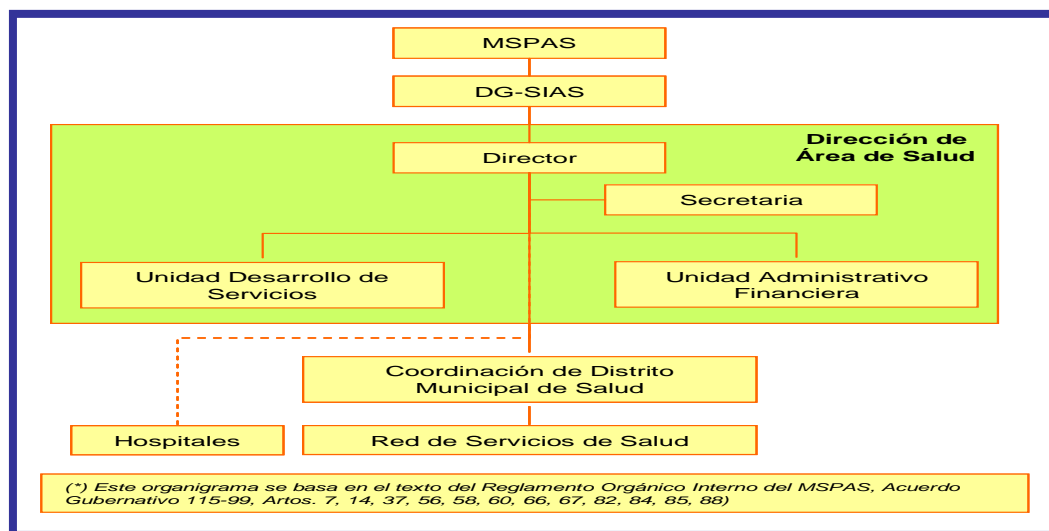 MSPAS
DG-SIAS
Dirección de
Área de Salud
Director
Secretaria
Unidad Desarrollo de
Servicios
Unidad Administrativo
Financiera
Coordinación de Distrito
Municipal de Salud
Hospitales
Red de Servicios de Salud
(*) Este organigrama se basa en el texto del Reglamento Orgánico Interno del MSPAS, Acuerdo
Gubernativo 115-99, Artos. 7, 14, 37, 56, 58, 60, 66, 67, 82, 84, 85, 88)